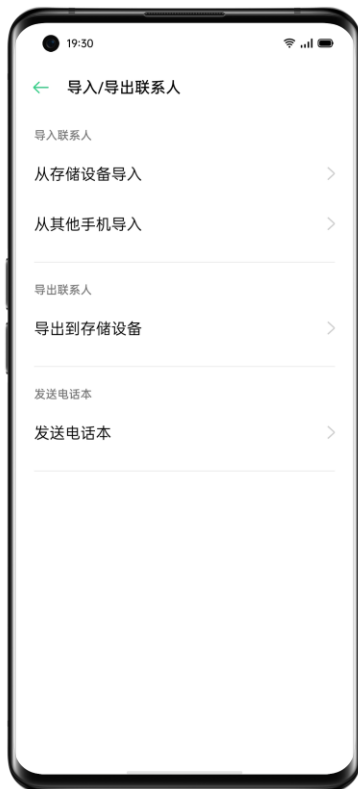 19:30
导入/导出联系人
导入联系人
从存储设备导入
从其他手机导入
导出联系人
导出到存储设备
发送电话本
发送电话本